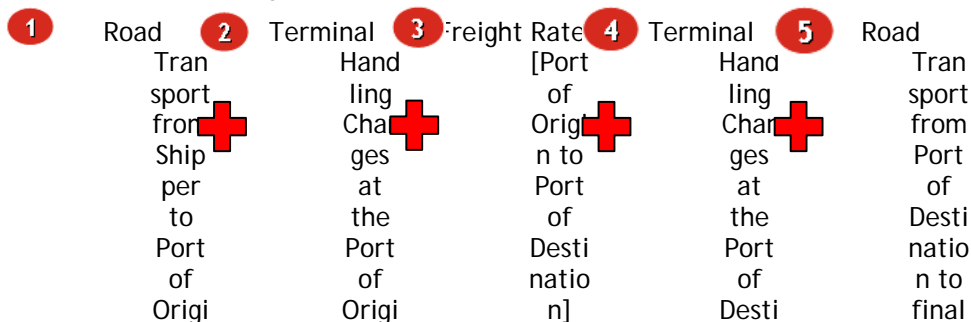 1 Road
Tran
sport
from
Ship
per
to
Port
of
Origi
2 Terminal
Hand
ling
Char
ges
at
the
Port
of
Origi
3 Freight Rate
[Port
of
Origi
n to
Port
of
Desti
natio
n]
4 Terminal
Hand
ling
Char
ges
at
the
Port
of
Desti
5 Road
Tran
sport
from
Port
of
Desti
natio
n to
final